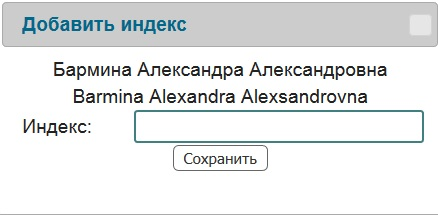 Добавить индекс
Бармина Александра Александровна
Barmina Alexandra Alexsandrovna
Индекс:
Сохранить